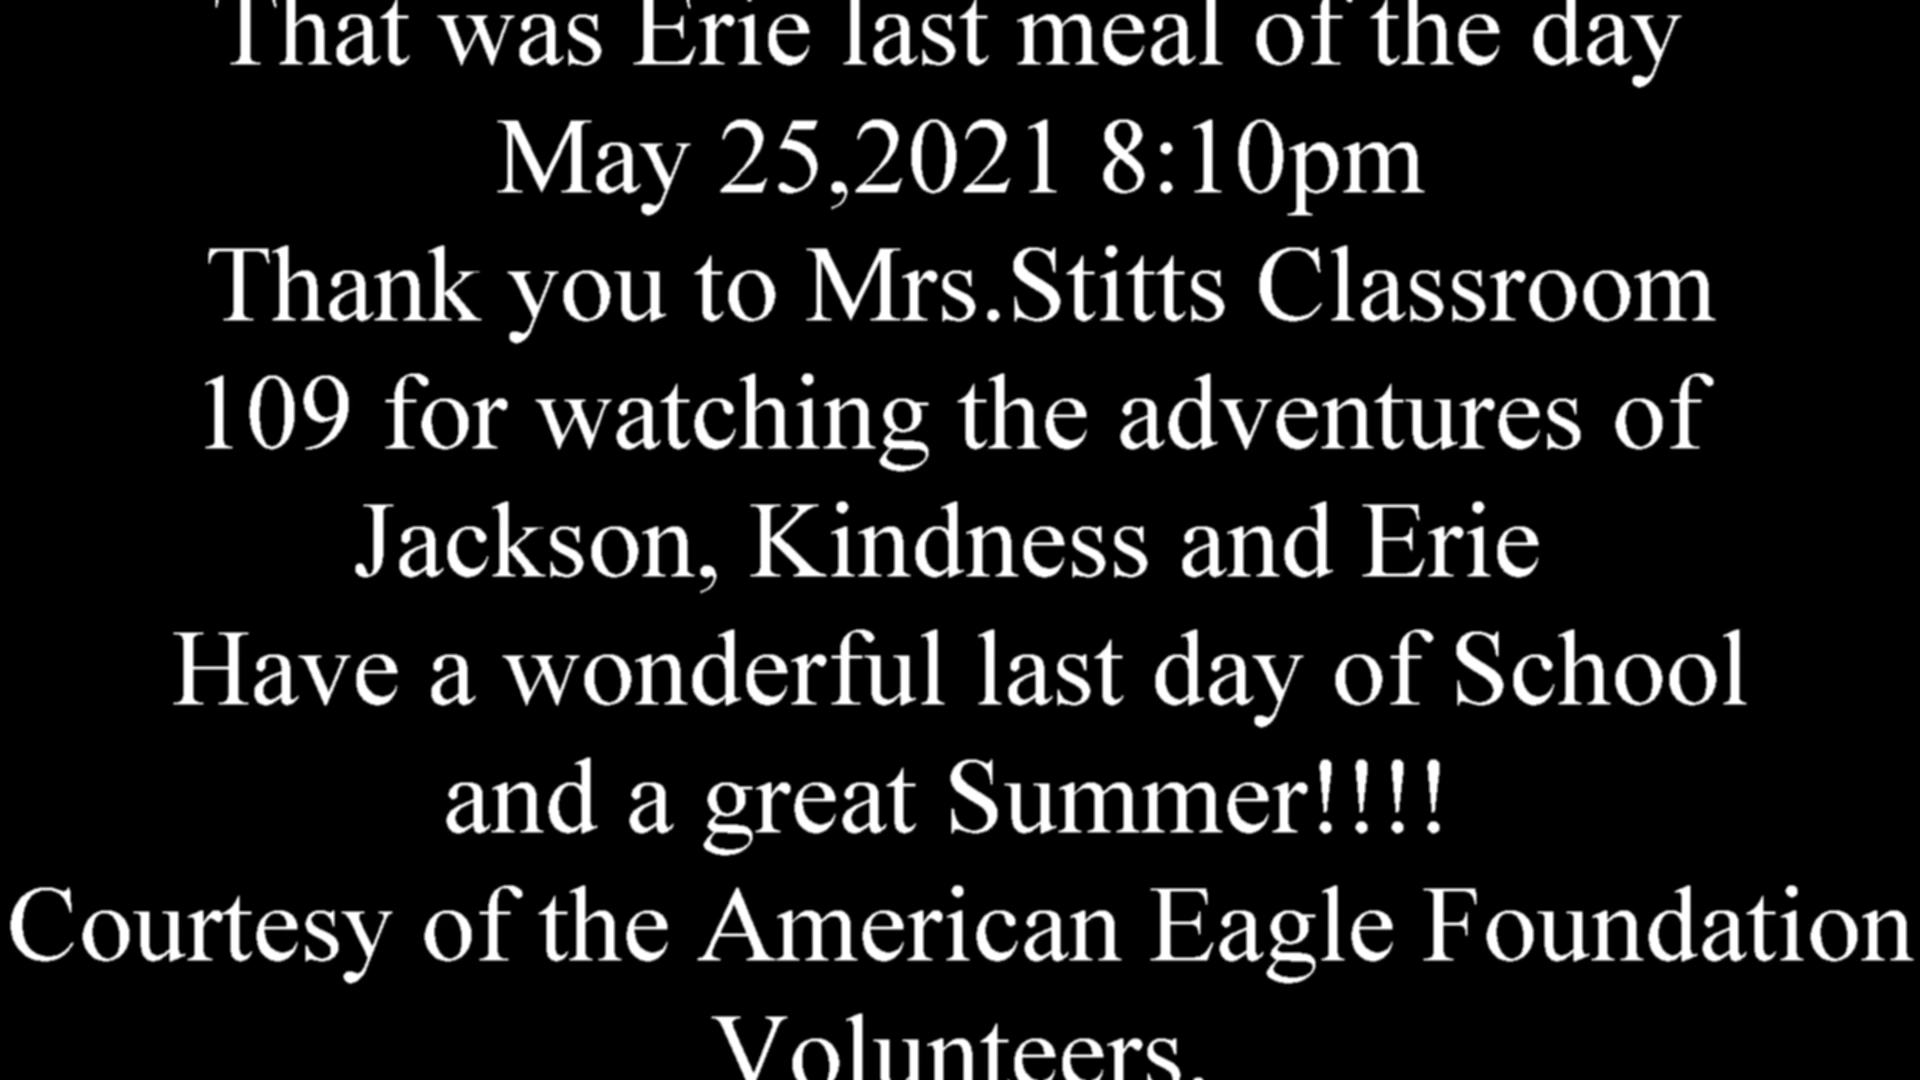 That was Erie last meal of the day
May 25,2021 8:10pm
Thank you to Mrs.Stitts Classroom
109 for watching the adventures of
Jackson, Kindness and Erie
Have a wonderful last day of School
and a great Summer!!!!
Courtesy of the American Eagle Foundation
Volunteers.